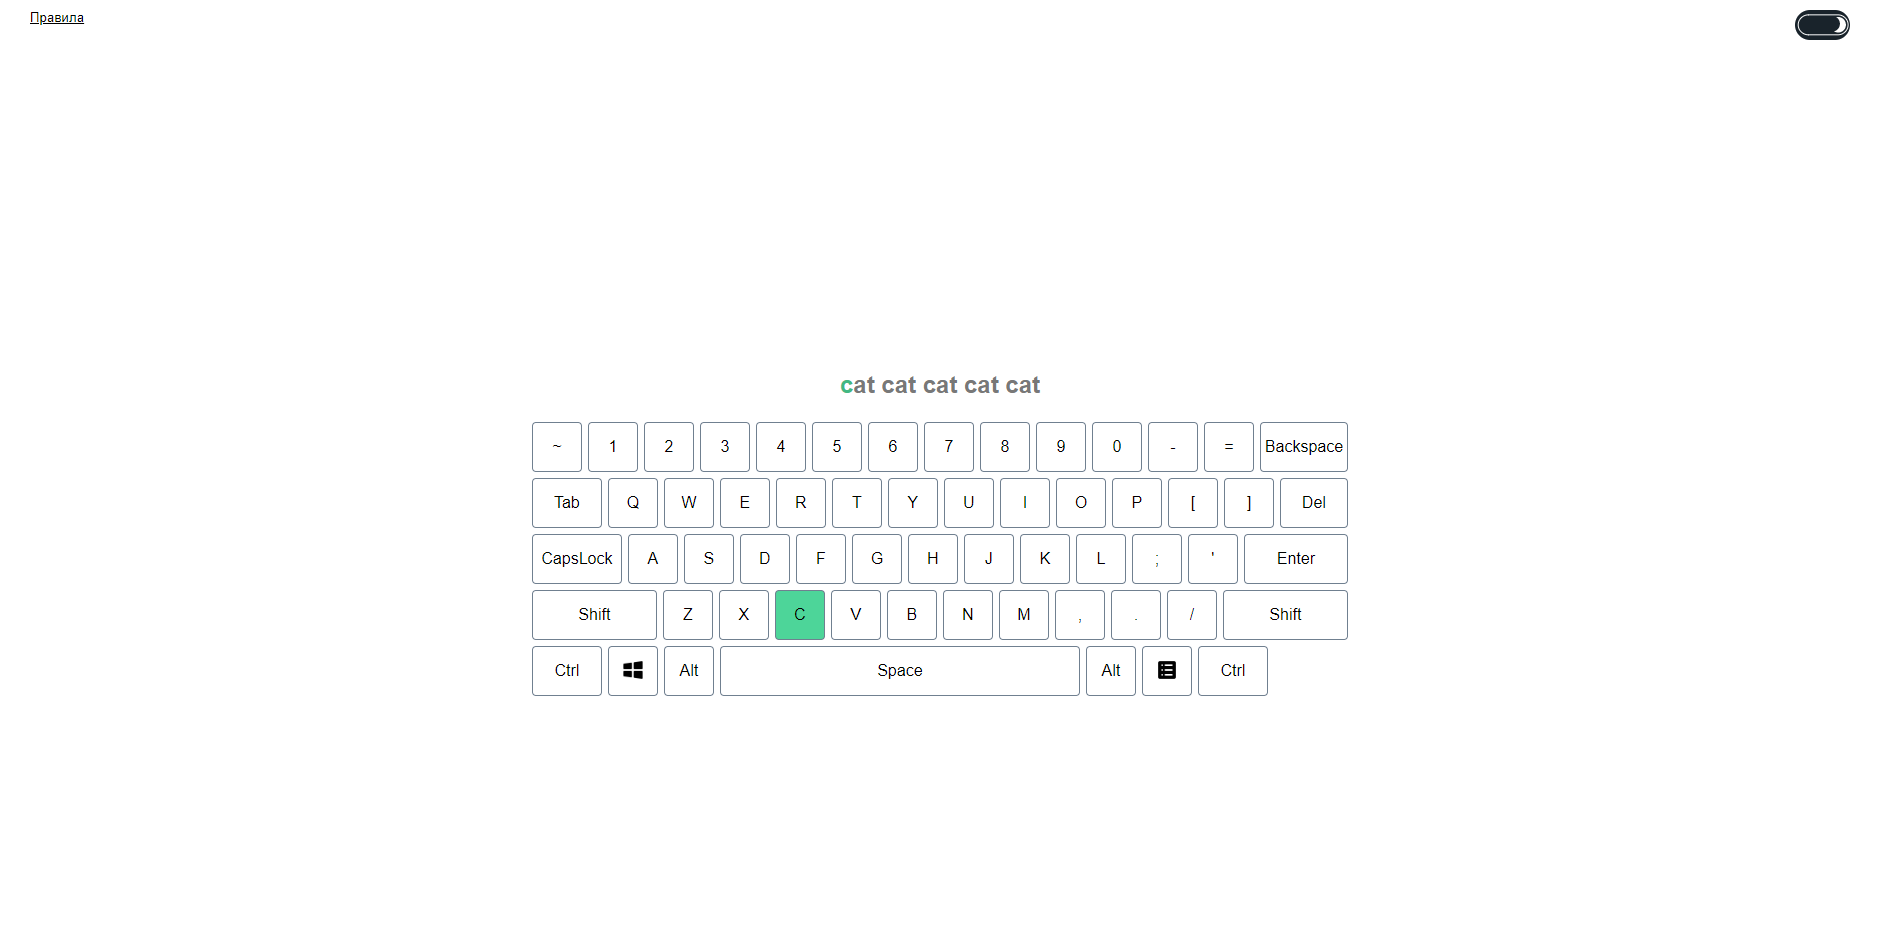 Правила
cat cat cat cat cat
~ 1 2 3 4 5 6 7 8 9 0 - = Backspace
Tab Q W E R T Y U I O P [ ] Del
CapsLock A S D F G H J K L ; ' Enter
Shift Z X C V B N M , . / Shift
Ctrl Alt Space Alt Ctrl